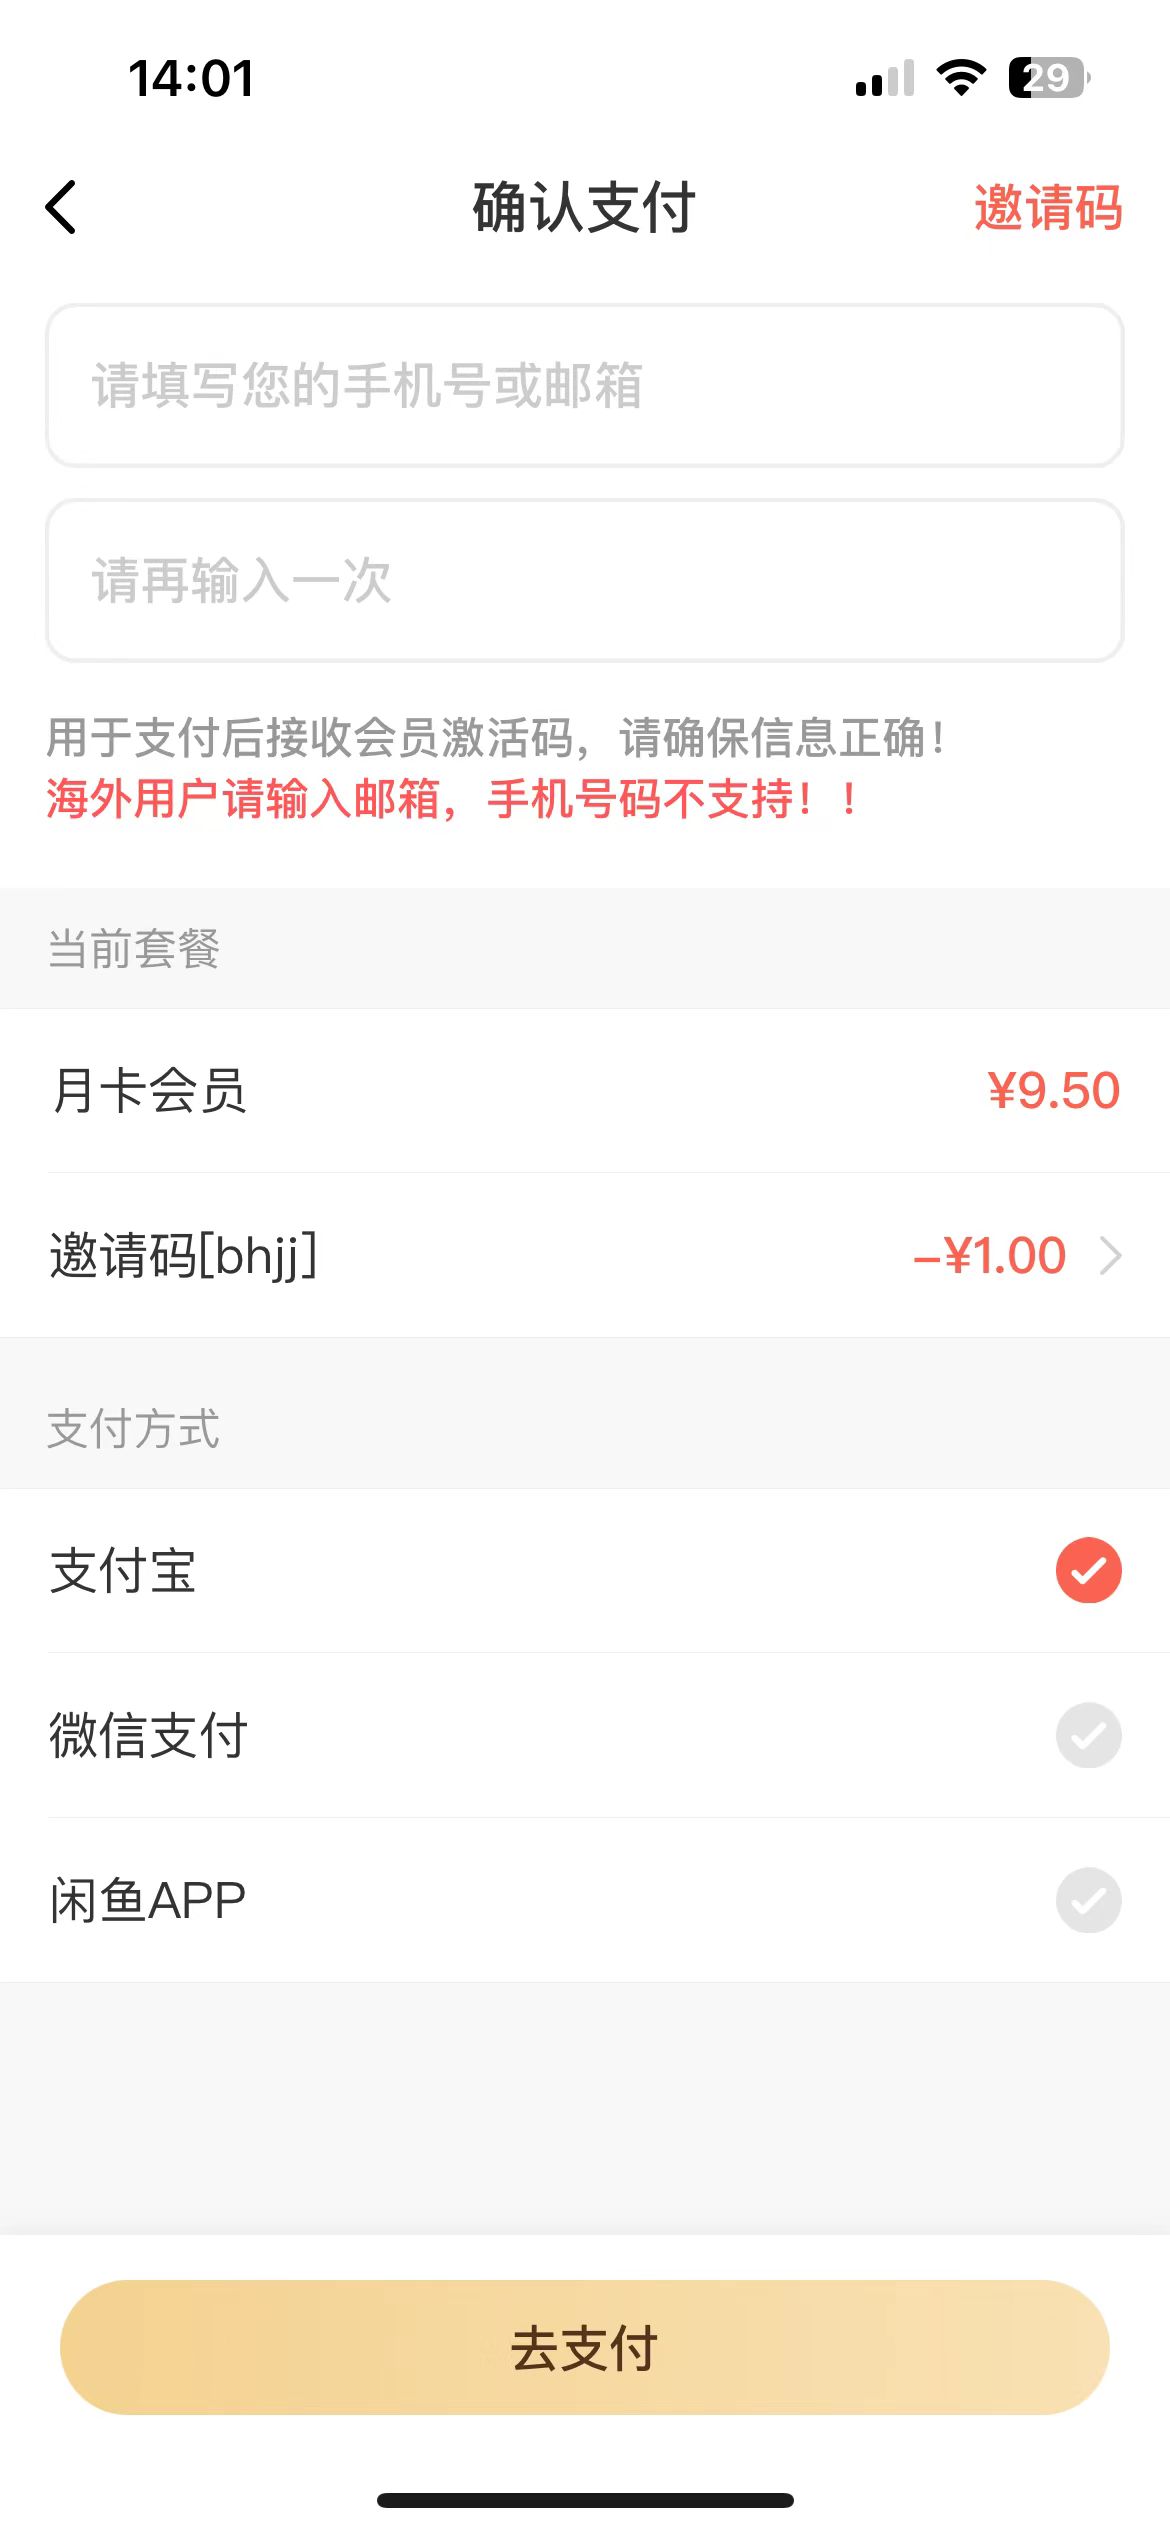 14:01
29
确认支付
邀请码
请填写您的手机号或邮箱
请再输入一次
用于支付后接收会员激活码，请确保信息正确！
海外用户请输入邮箱，手机号码不支持！！
当前套餐
月卡会员
¥9.50
邀请码[bhjj]
-¥1.00
支付方式
支付宝
微信支付
闲鱼APP
去支付